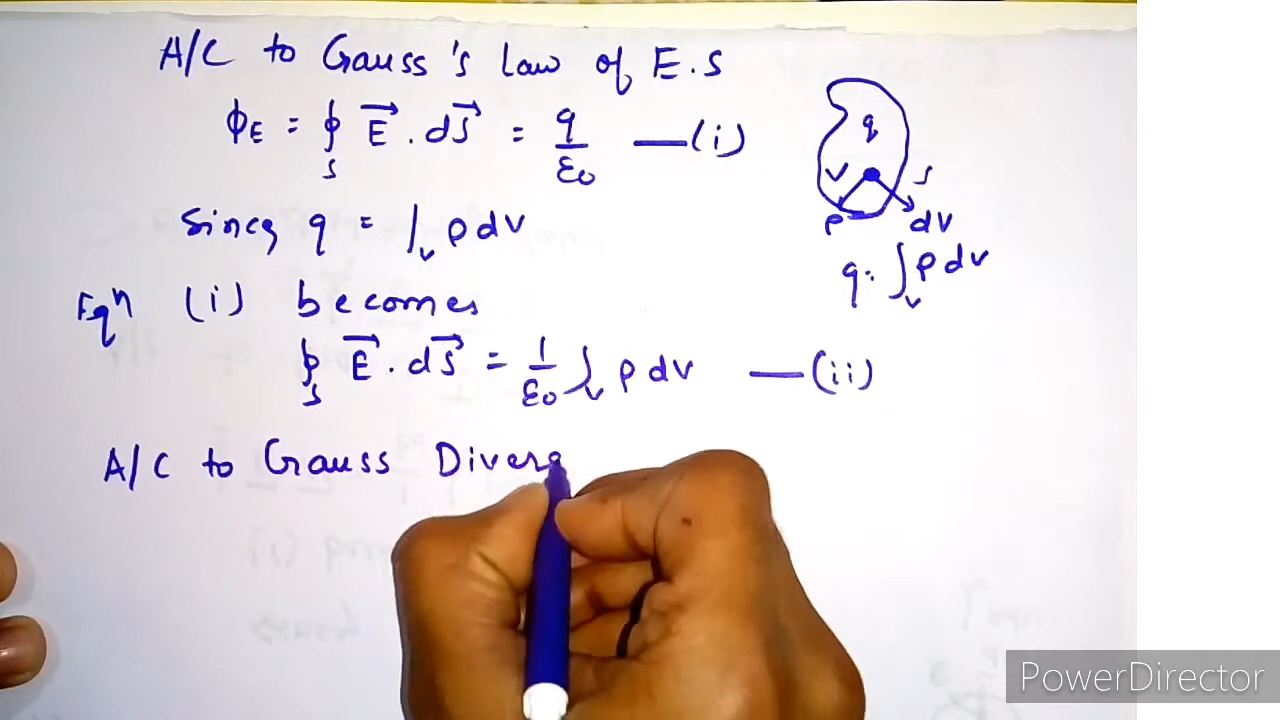 A/C to Gauss's Law of E.S
ΦE = ∮S E⃗ . dS⃗ = q/ε0 —(i)
Since, q = ∫v ρ dv
Eqn (i) becomes
∮S E⃗ . dS⃗ = 1/ε0 ∫v ρ dv —(ii)
A/C to Gauss Diverg
q
V
S
ρ
dv
q = ∫v ρ dv
PowerDirector